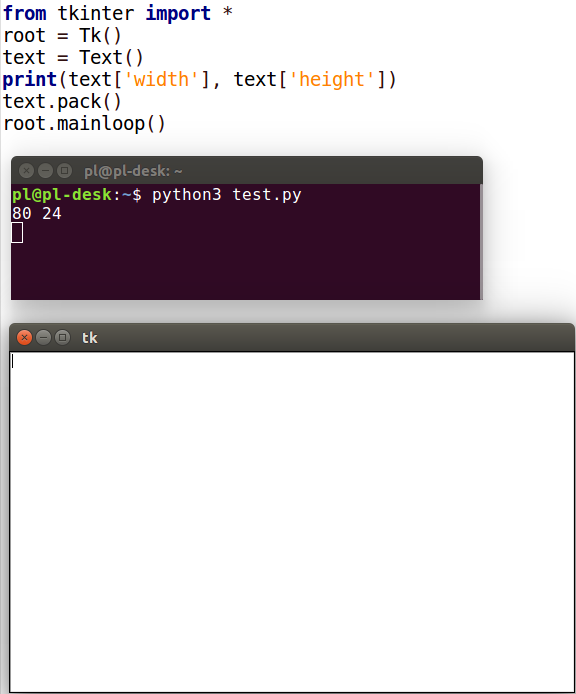 from tkinter import *
root = Tk()
text = Text()
print(text['width'], text['height'])
text.pack()
root.mainloop()
pl@pl-desk: ~
pl@pl-desk:~$ python3 test.py
80 24
tk